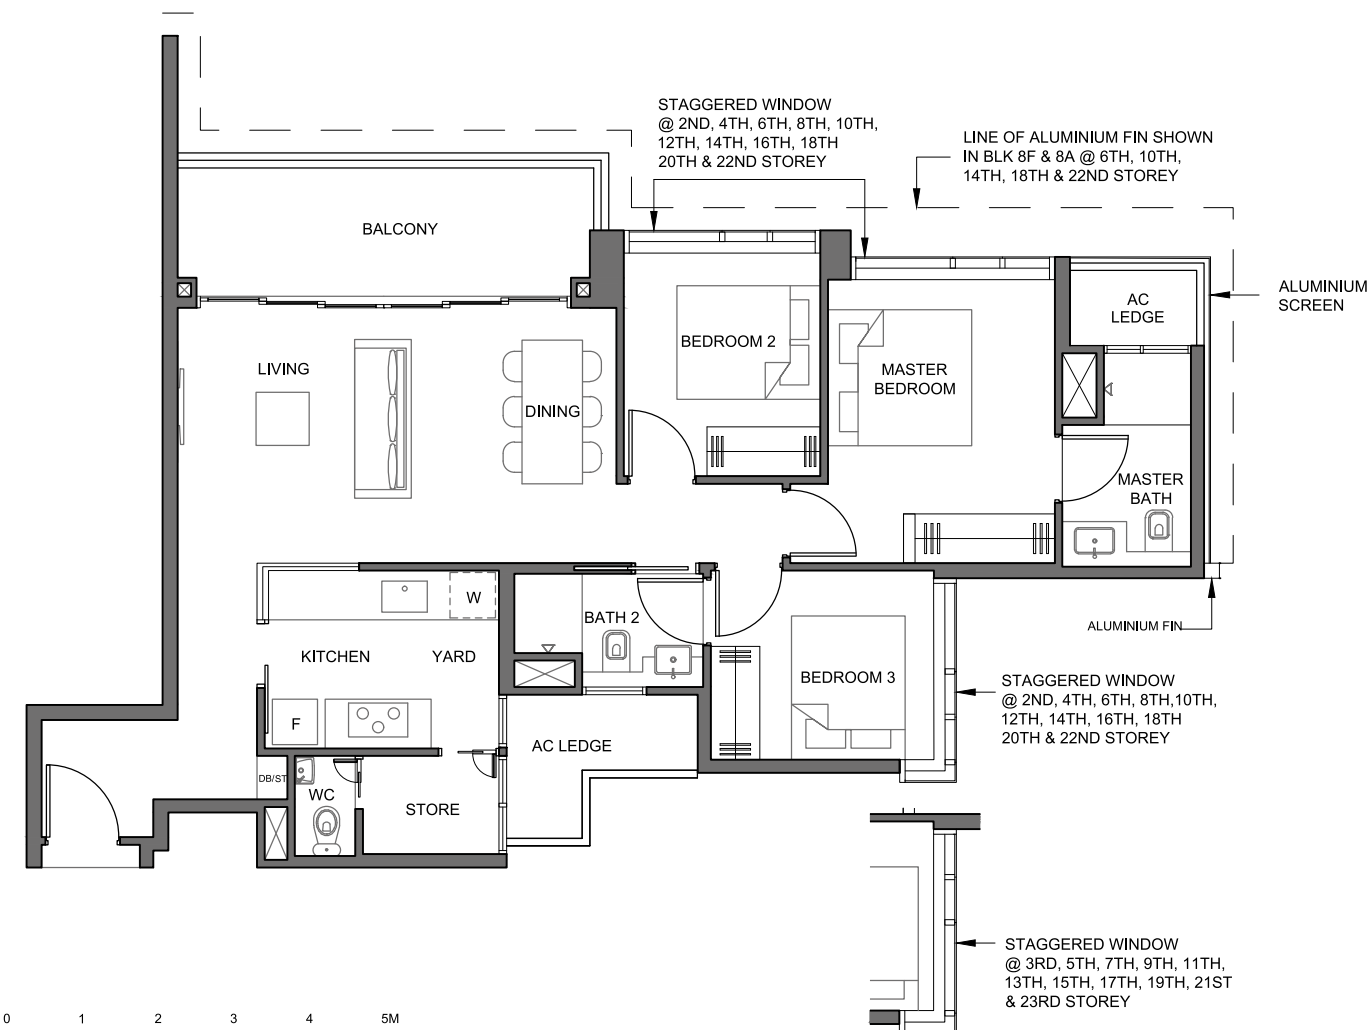 STAGGERED WINDOW
@ 2ND, 4TH, 6TH, 8TH, 10TH,
12TH, 14TH, 16TH, 18TH
20TH & 22ND STOREY
LINE OF ALUMINIUM FIN SHOWN
IN BLK 8F & 8A @ 6TH, 10TH,
14TH, 18TH & 22ND STOREY
BALCONY
ALUMINIUM
SCREEN
AC
LEDGE
BEDROOM 2
LIVING
MASTER
BEDROOM
DINING
MASTER
BATH
W
BATH 2
ALUMINIUM FIN
KITCHEN
YARD
BEDROOM 3
STAGGERED WINDOW
@ 2ND, 4TH, 6TH, 8TH,10TH,
12TH, 14TH, 16TH, 18TH
20TH & 22ND STOREY
F
AC LEDGE
DB/ST
WC
STORE
STAGGERED WINDOW
@ 3RD, 5TH, 7TH, 9TH, 11TH,
13TH, 15TH, 17TH, 19TH, 21ST
& 23RD STOREY
0 1 2 3 4 5M